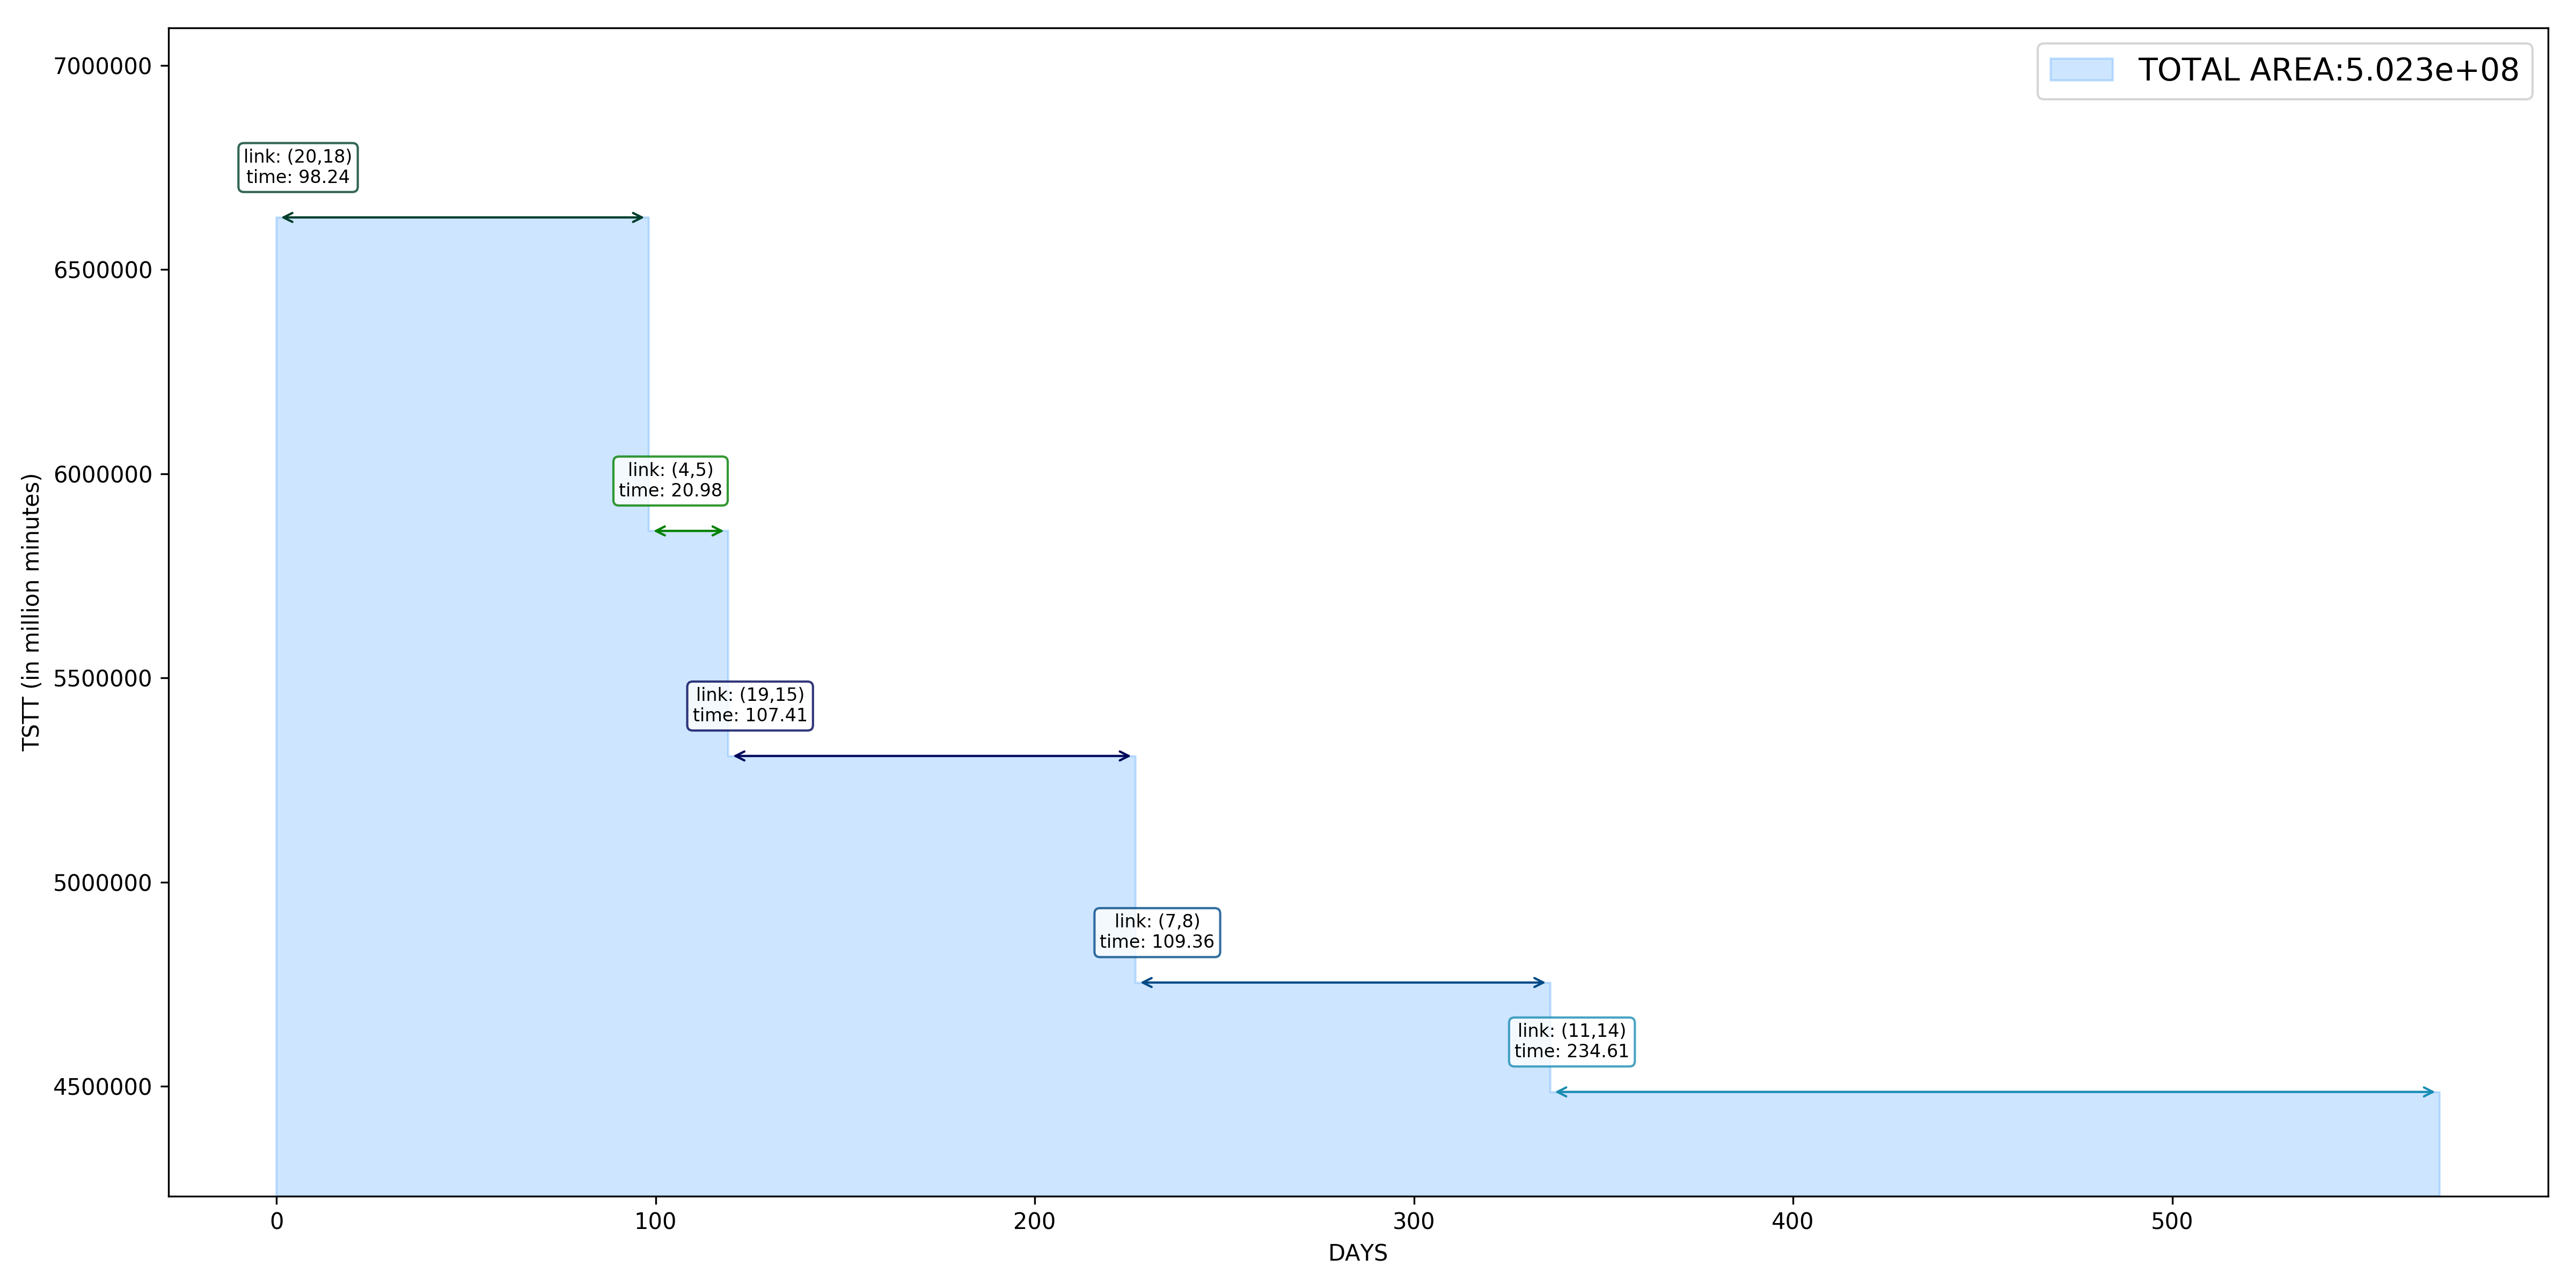 TOTAL AREA:5.023e+08
7000000
6500000
6000000
5500000
5000000
4500000
TSTT (in million minutes)
link: (20,18)
time: 98.24
link: (4,5)
time: 20.98
link: (19,15)
time: 107.41
link: (7,8)
time: 109.36
link: (11,14)
time: 234.61
0 100 200 300 400 500
DAYS